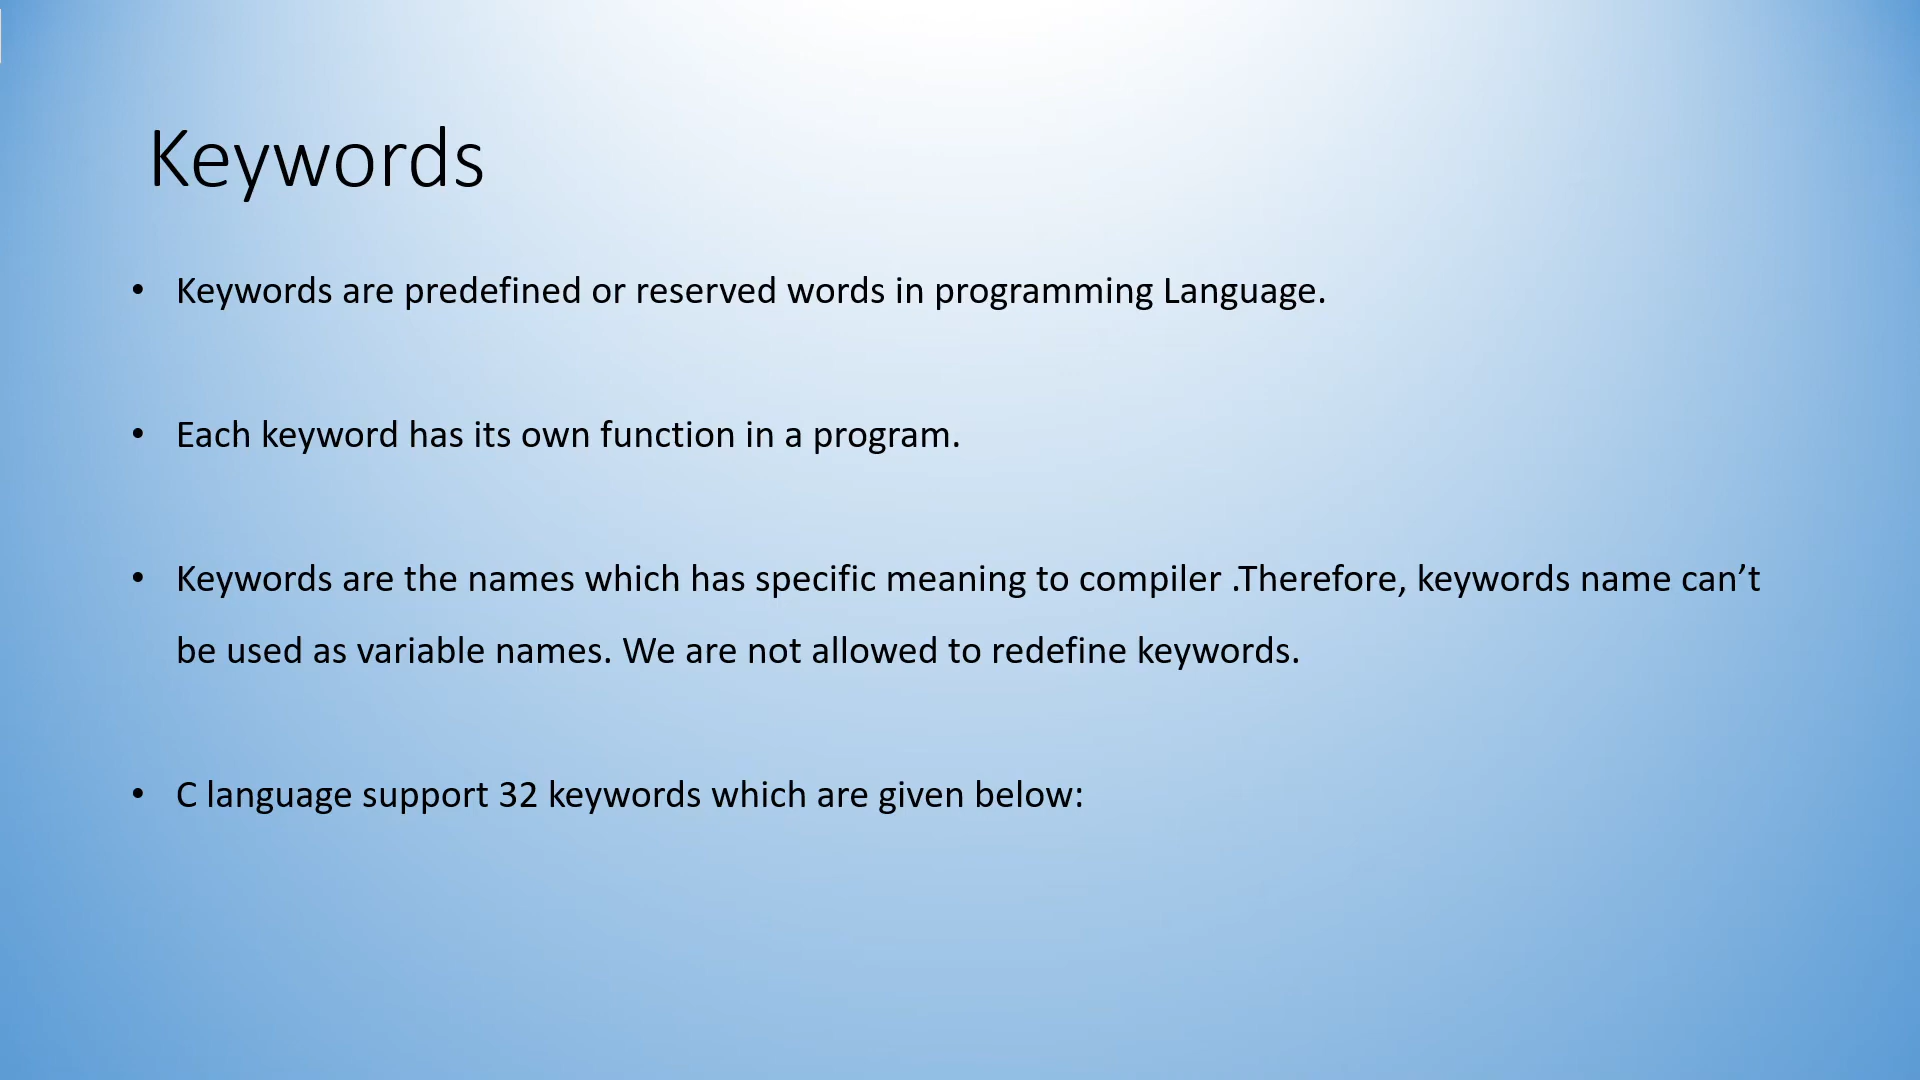 Keywords
• Keywords are predefined or reserved words in programming Language.
• Each keyword has its own function in a program.
• Keywords are the names which has specific meaning to compiler .Therefore, keywords name can’t
be used as variable names. We are not allowed to redefine keywords.
• C language support 32 keywords which are given below: